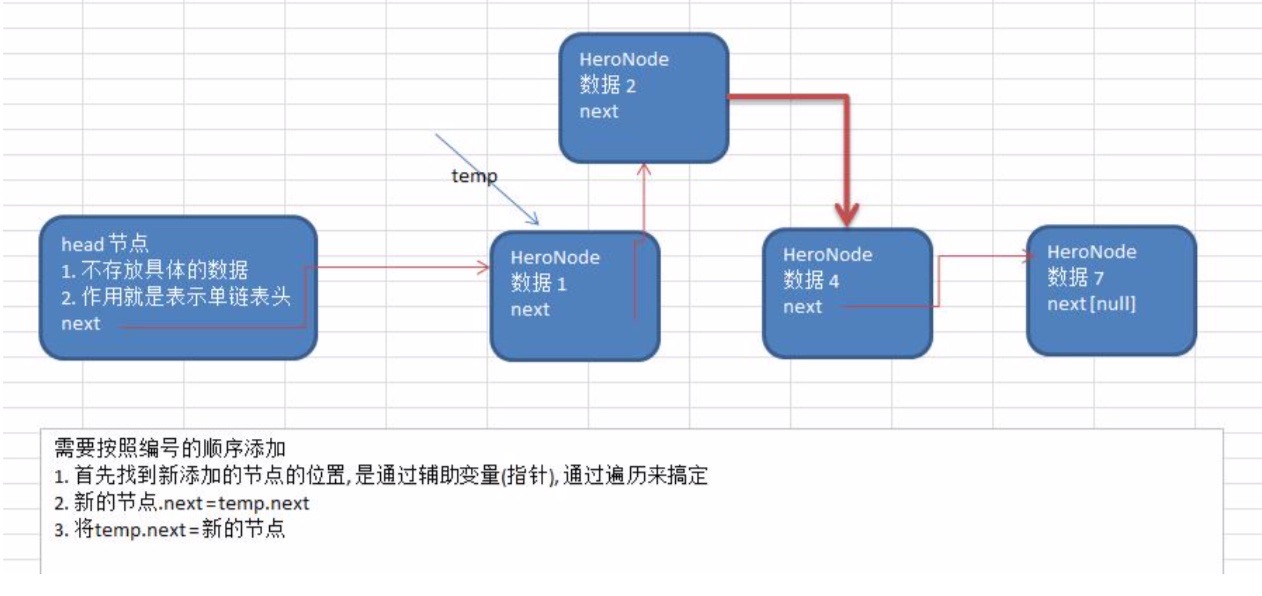 HeroNode
数据 2
next
temp
head 节点
1. 不存放具体的数据
2. 作用就是表示单链表头
next
HeroNode
数据 1
next
HeroNode
数据 4
next
HeroNode
数据 7
next [null]
需要按照编号的顺序添加
1. 首先找到新添加的节点的位置, 是通过辅助变量(指针), 通过遍历来搞定
2. 新的节点.next = temp.next
3. 将temp.next = 新的节点